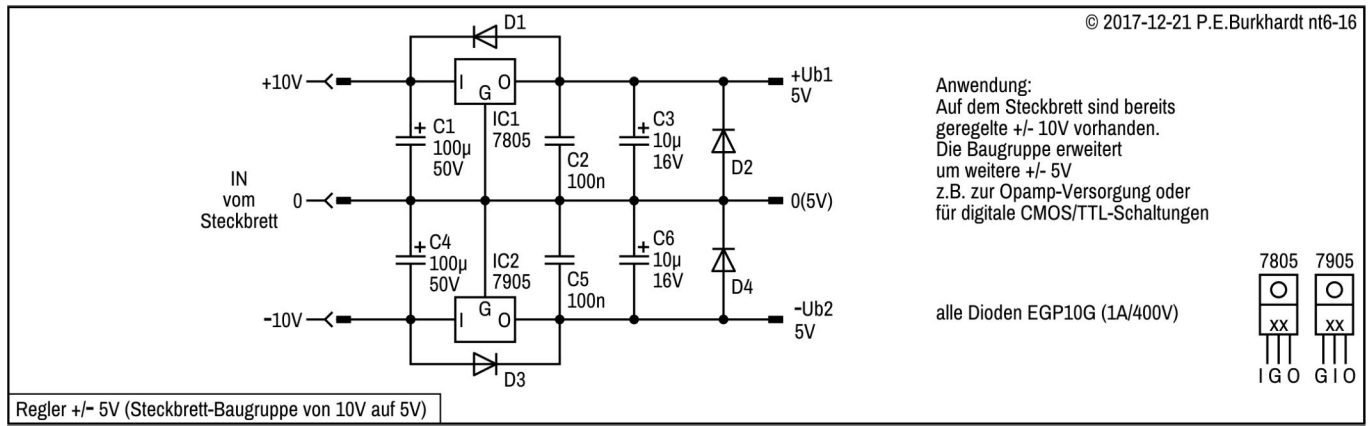 © 2017-12-21 P.E.Burkhardt nt6-16
D1
+10V
I
O
G
IC1
7805
+ C1
100µ
50V
C2
100n
+ C3
10µ
16V
D2
+Ub1
5V
IN
vom
Steckbrett
0
0(5V)
+ C4
100µ
50V
IC2
7905
C5
100n
+ C6
10µ
16V
D4
-10V
I
G
O
-Ub2
5V
D3
Anwendung:
Auf dem Steckbrett sind bereits
geregelte +/- 10V vorhanden.
Die Baugruppe erweitert
um weitere +/- 5V
z.B. zur Opamp-Versorgung oder
für digitale CMOS/TTL-Schaltungen
alle Dioden EGP10G (1A/400V)
7805 7905
xx xx
I G O G I O
Regler +/- 5V (Steckbrett-Baugruppe von 10V auf 5V)